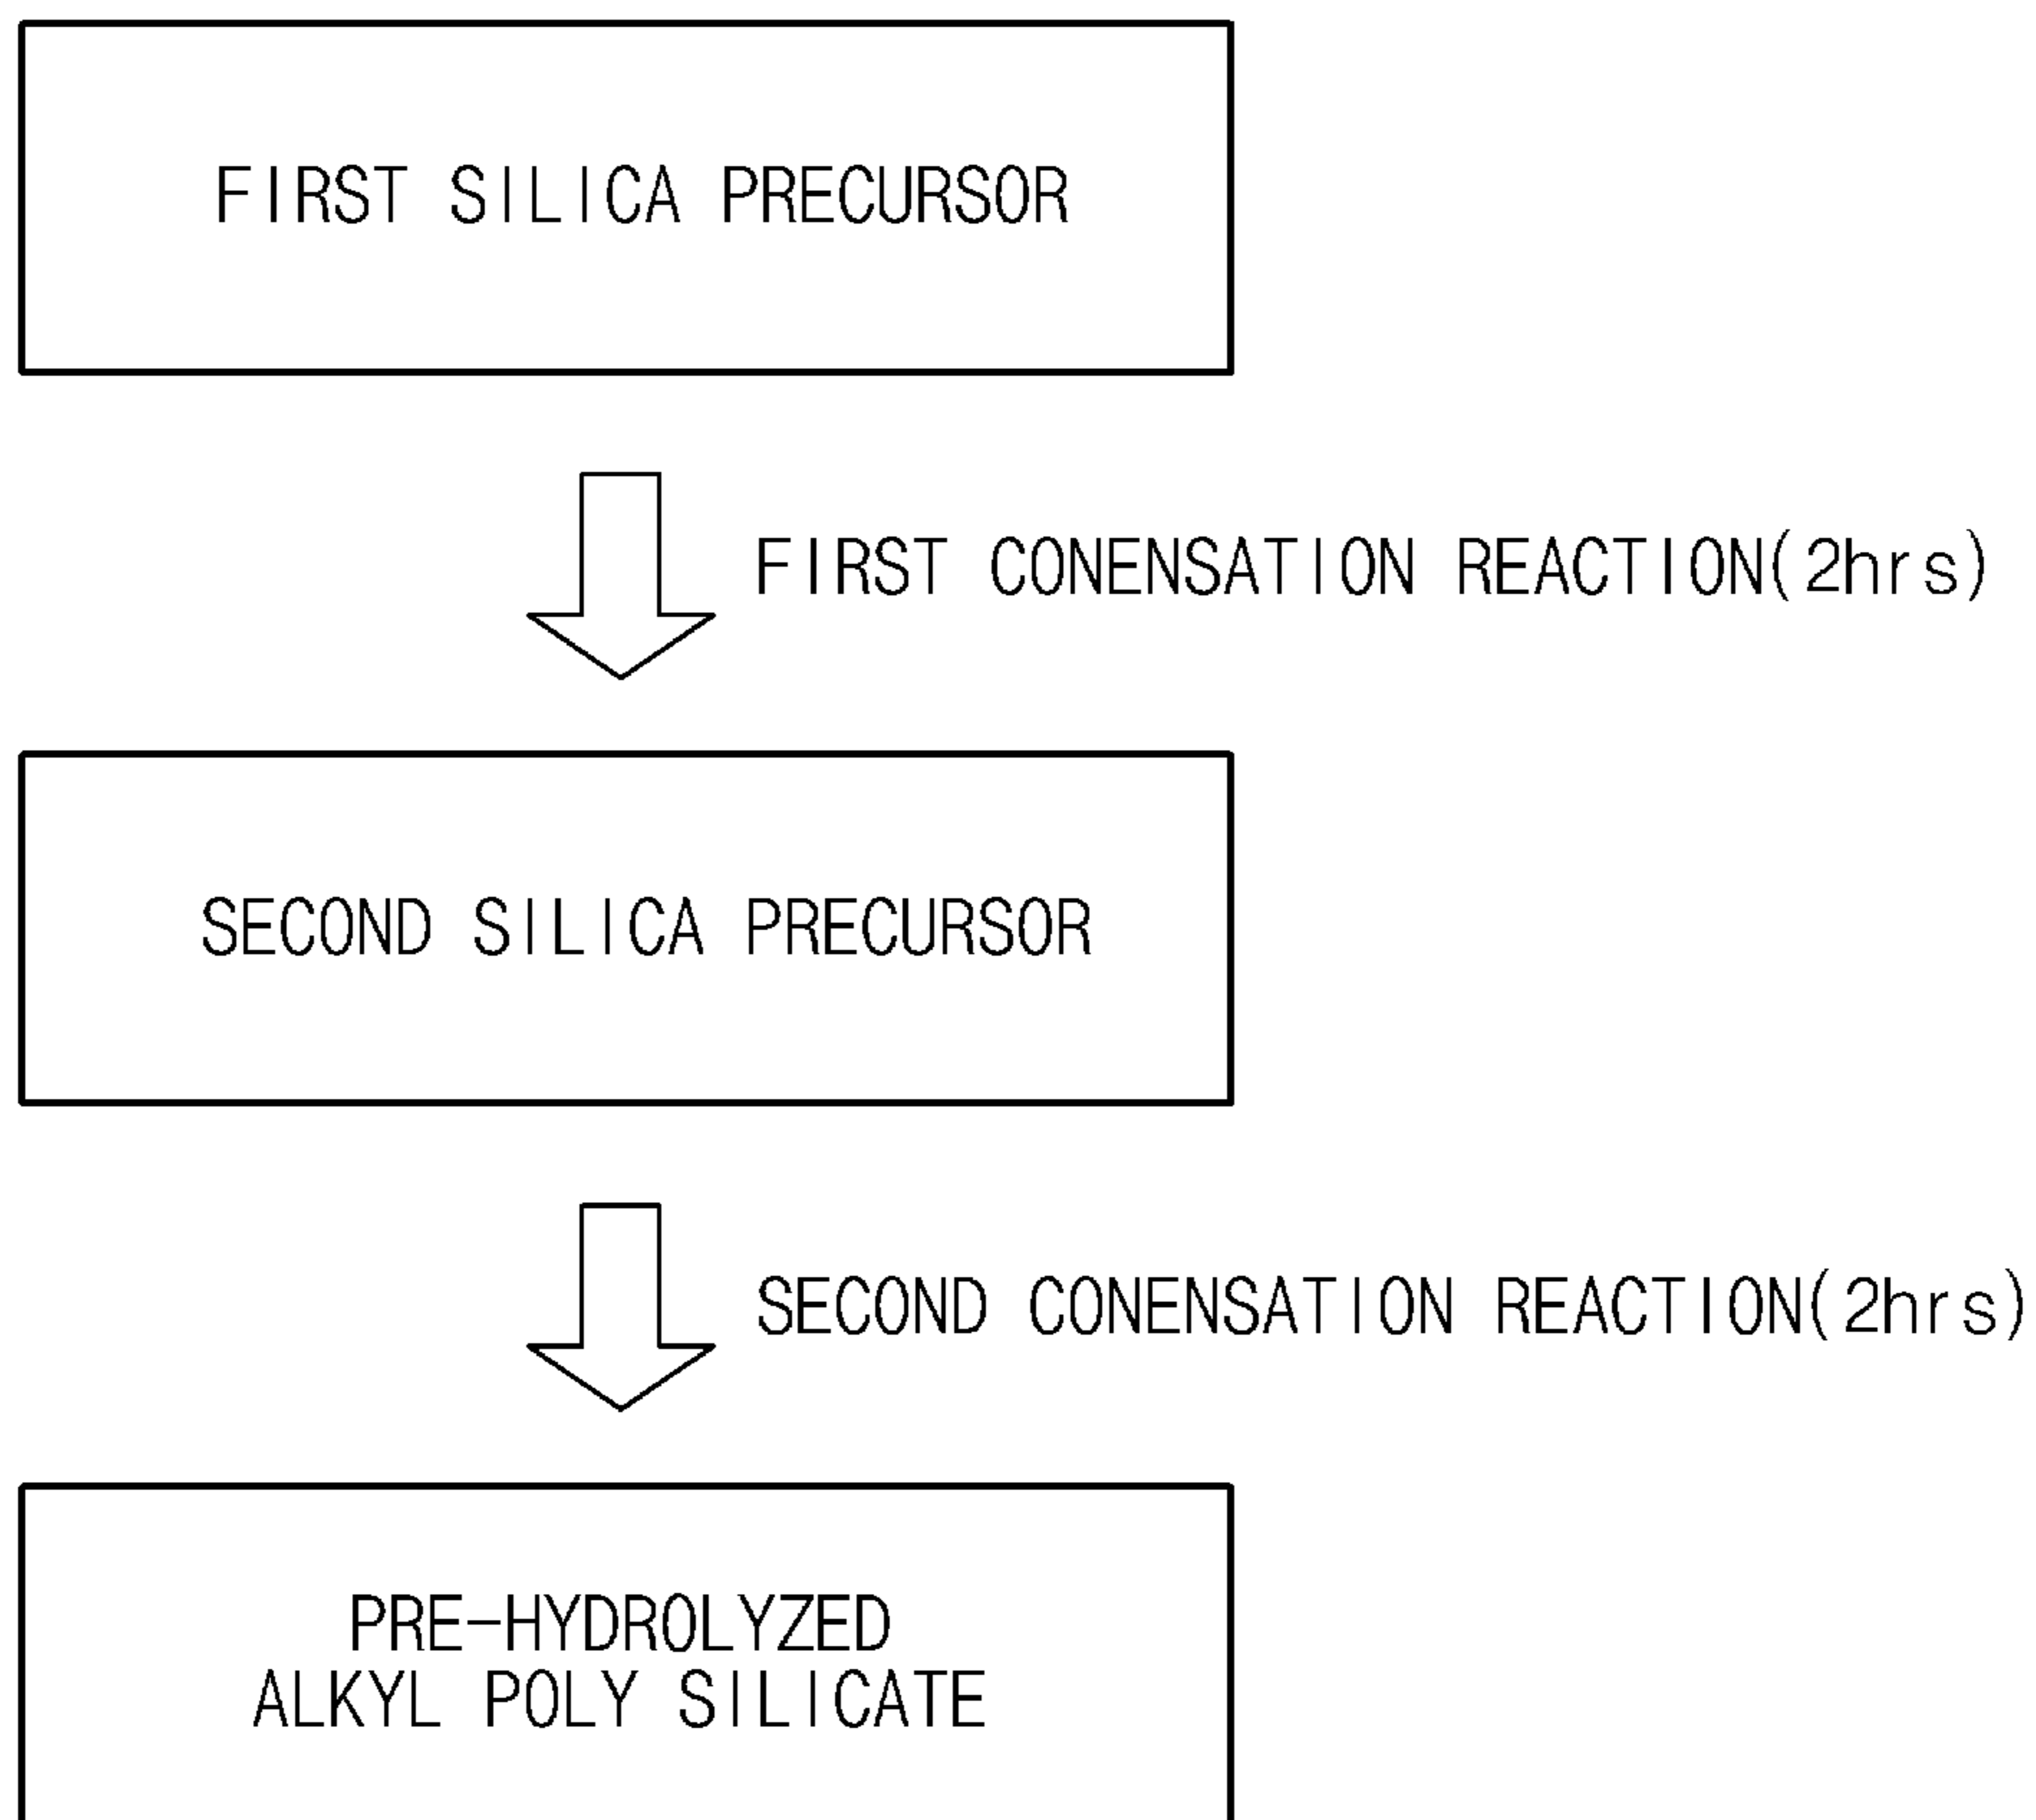 FIRST SILICA PRECURSOR
FIRST CONENSATION REACTION(2hrs)
SECOND SILICA PRECURSOR
SECOND CONENSATION REACTION(2hrs)
PRE-HYDROLYZED
ALKYL POLY SILICATE